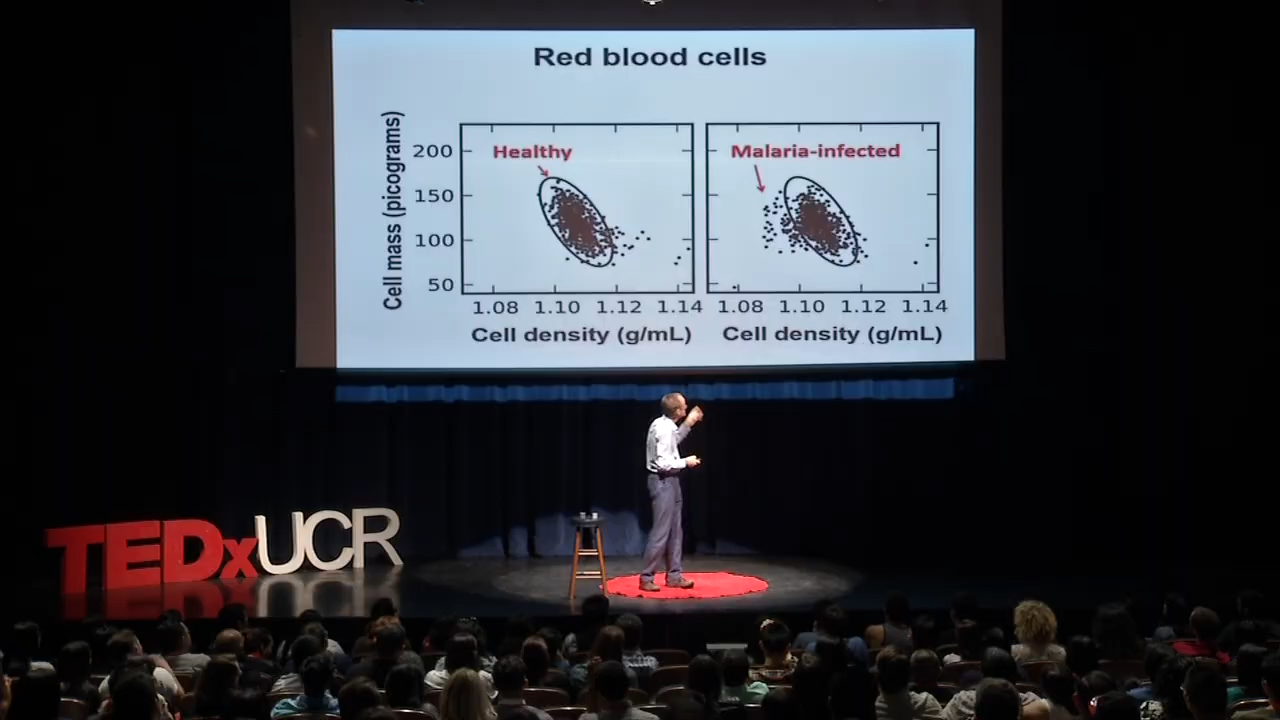 Red blood cells
Cell mass (picograms)
200
150
100
50
Healthy
1.08 1.10 1.12 1.14
Cell density (g/mL)
Malaria-infected
1.08 1.10 1.12 1.14
Cell density (g/mL)
TEDxUCR